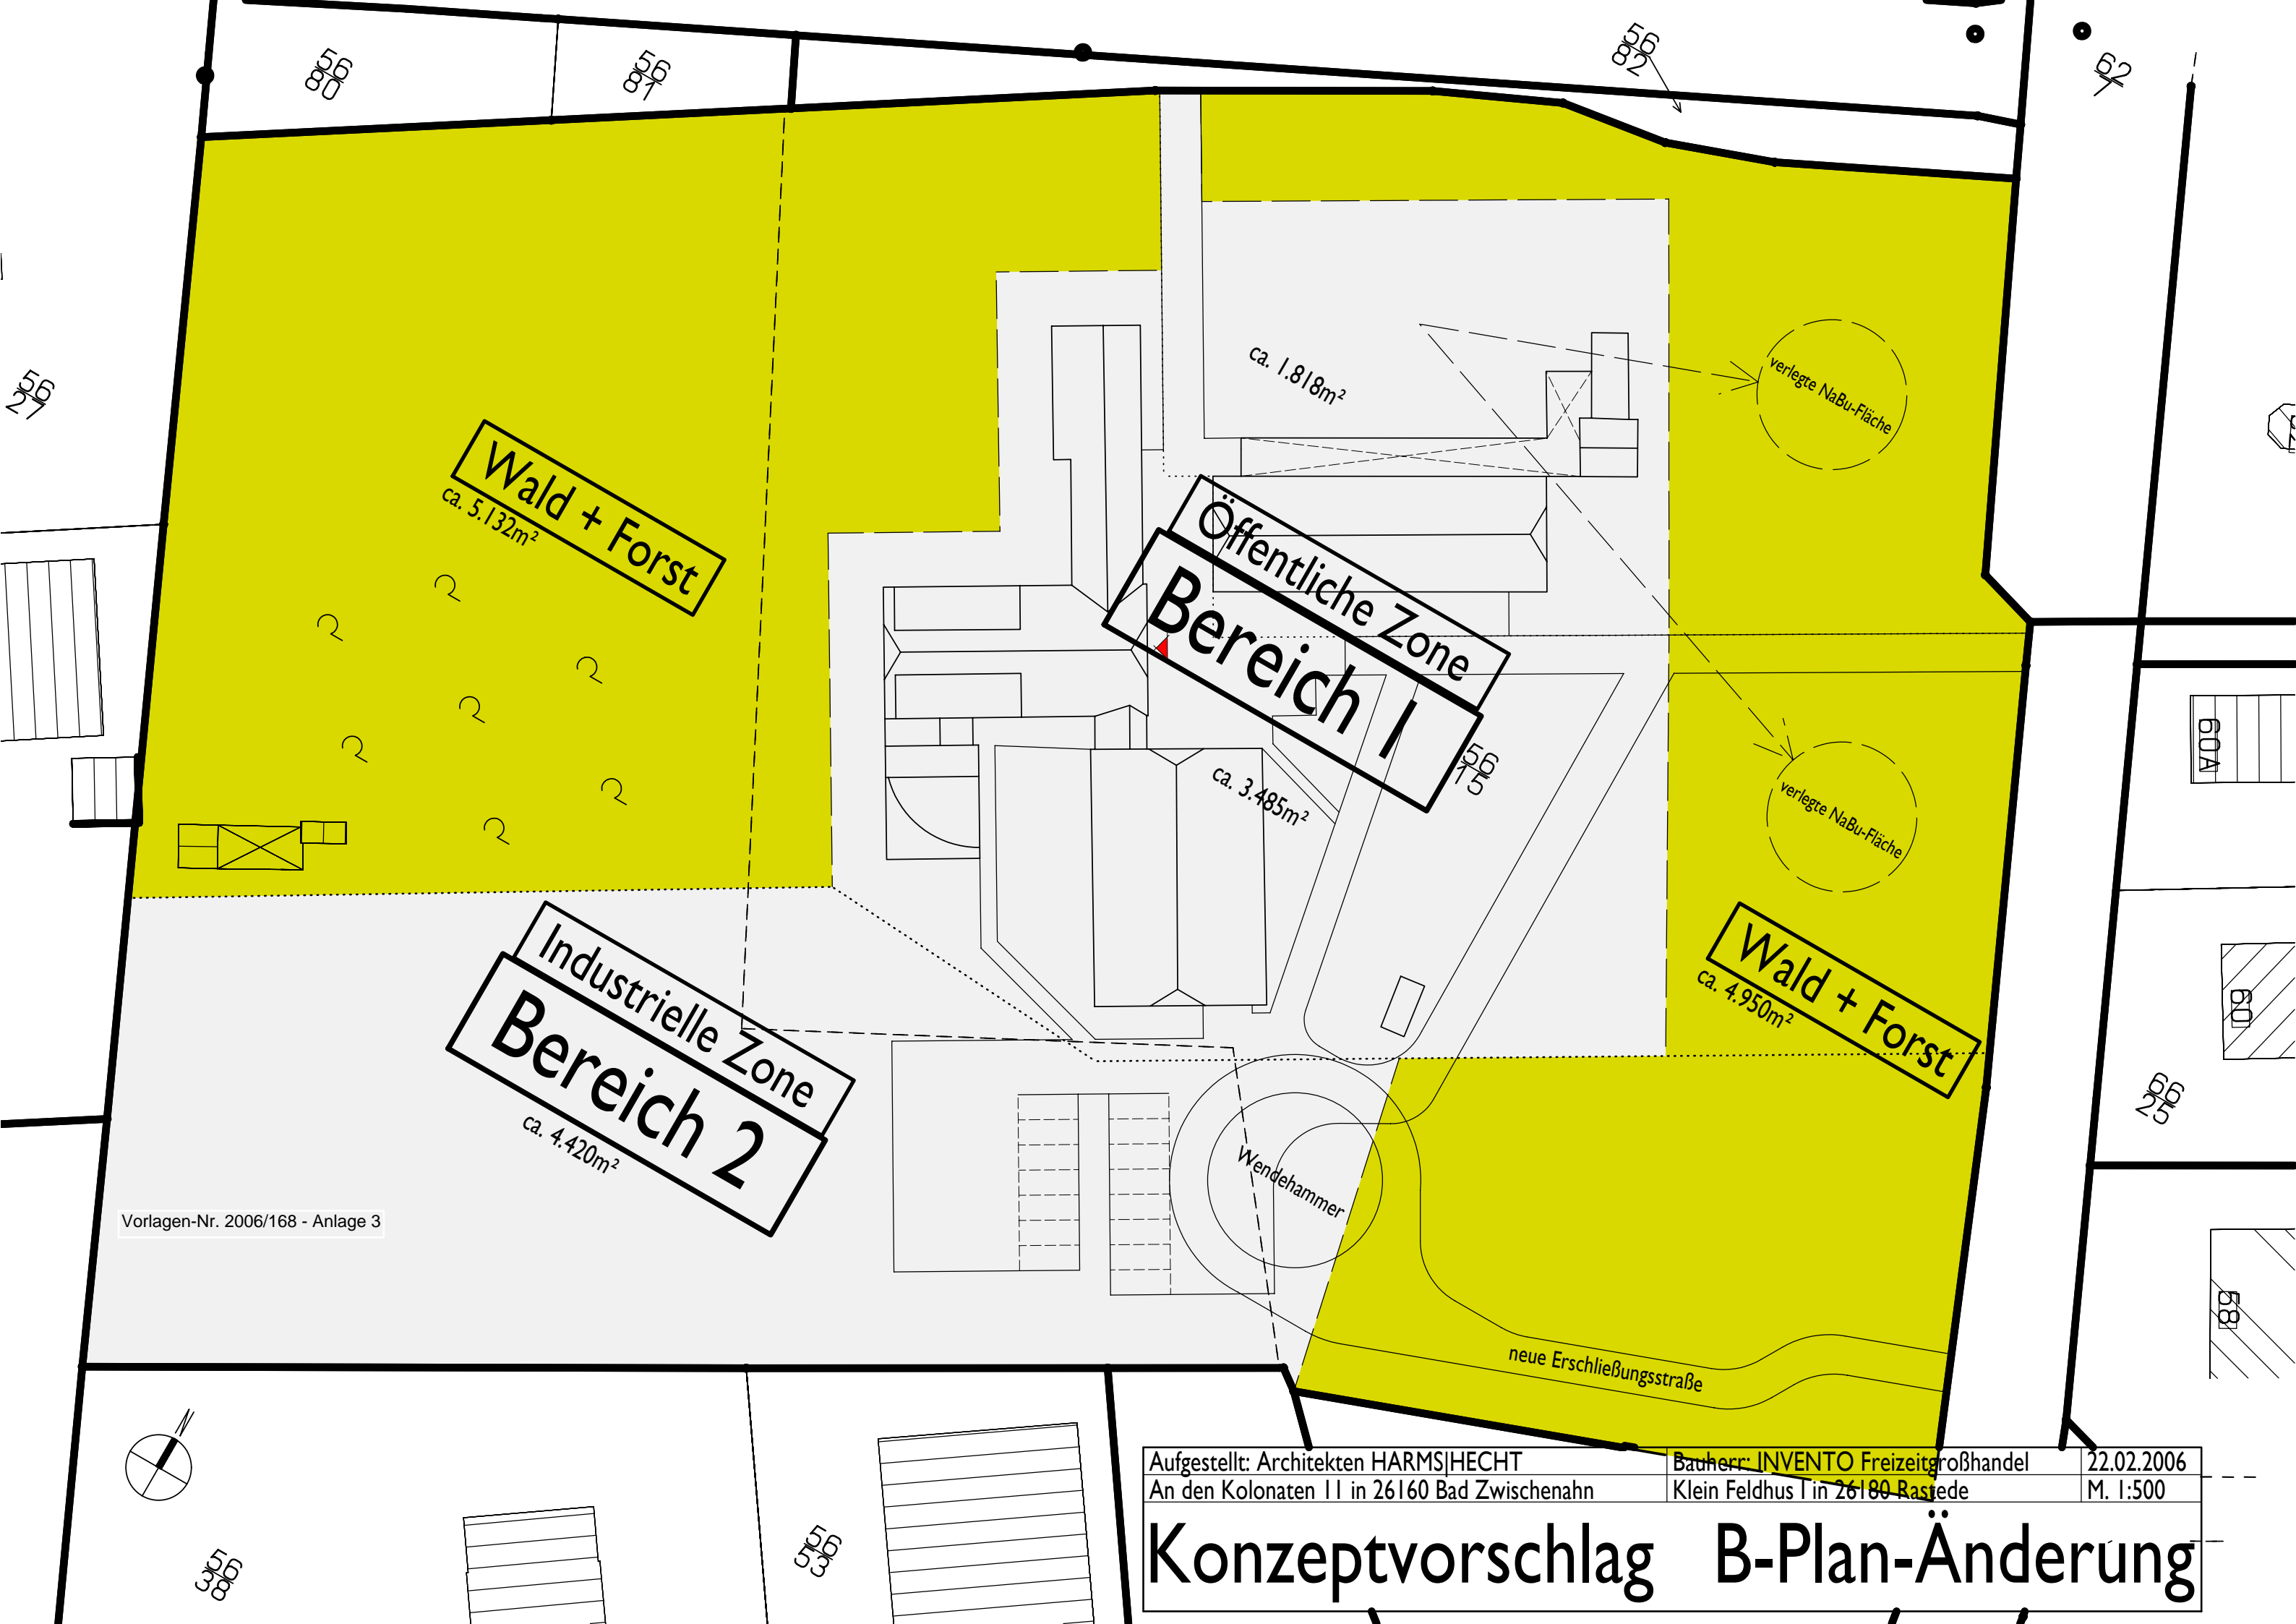 56
80
56
81
56
82
62
7
56
27
ca. 1.818m²
verlegte NaBu-Fläche
Wald + Forst
ca. 5.132m²
Öffentliche Zone
Bereich 1
56
15
ca. 3.485m²
verlegte NaBu-Fläche
60A
Wald + Forst
ca. 4.950m²
60
Industrielle Zone
Bereich 2
ca. 4.420m²
66
25
Wendehammer
Vorlagen-Nr. 2006/168 - Anlage 3
58
neue Erschließungsstraße
N
56
38
56
53
Aufgestellt: Architekten HARMS|HECHT Bauherr: INVENTO Freizeitgroßhandel 22.02.2006
An den Kolonaten 11 in 26160 Bad Zwischenahn Klein Feldhus 1 in 26180 Rastede M. 1:500
Konzeptvorschlag B-Plan-Änderung